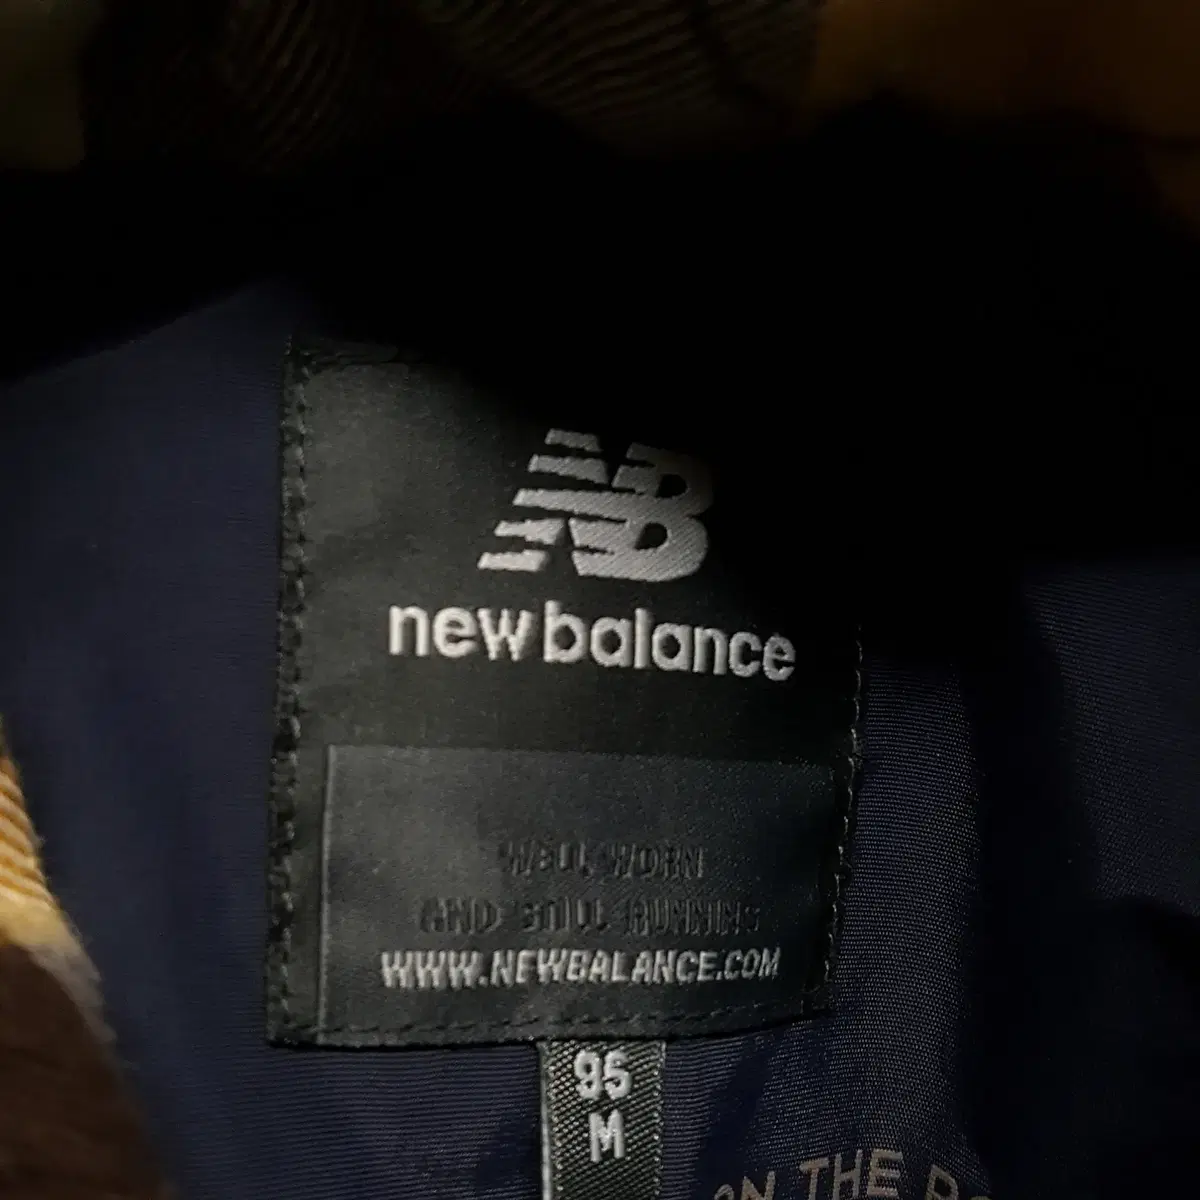 NB
new balance
WELL WORN
AND STILL RUNNING
WWW.NEWBALANCE.COM
95
M
ON THE